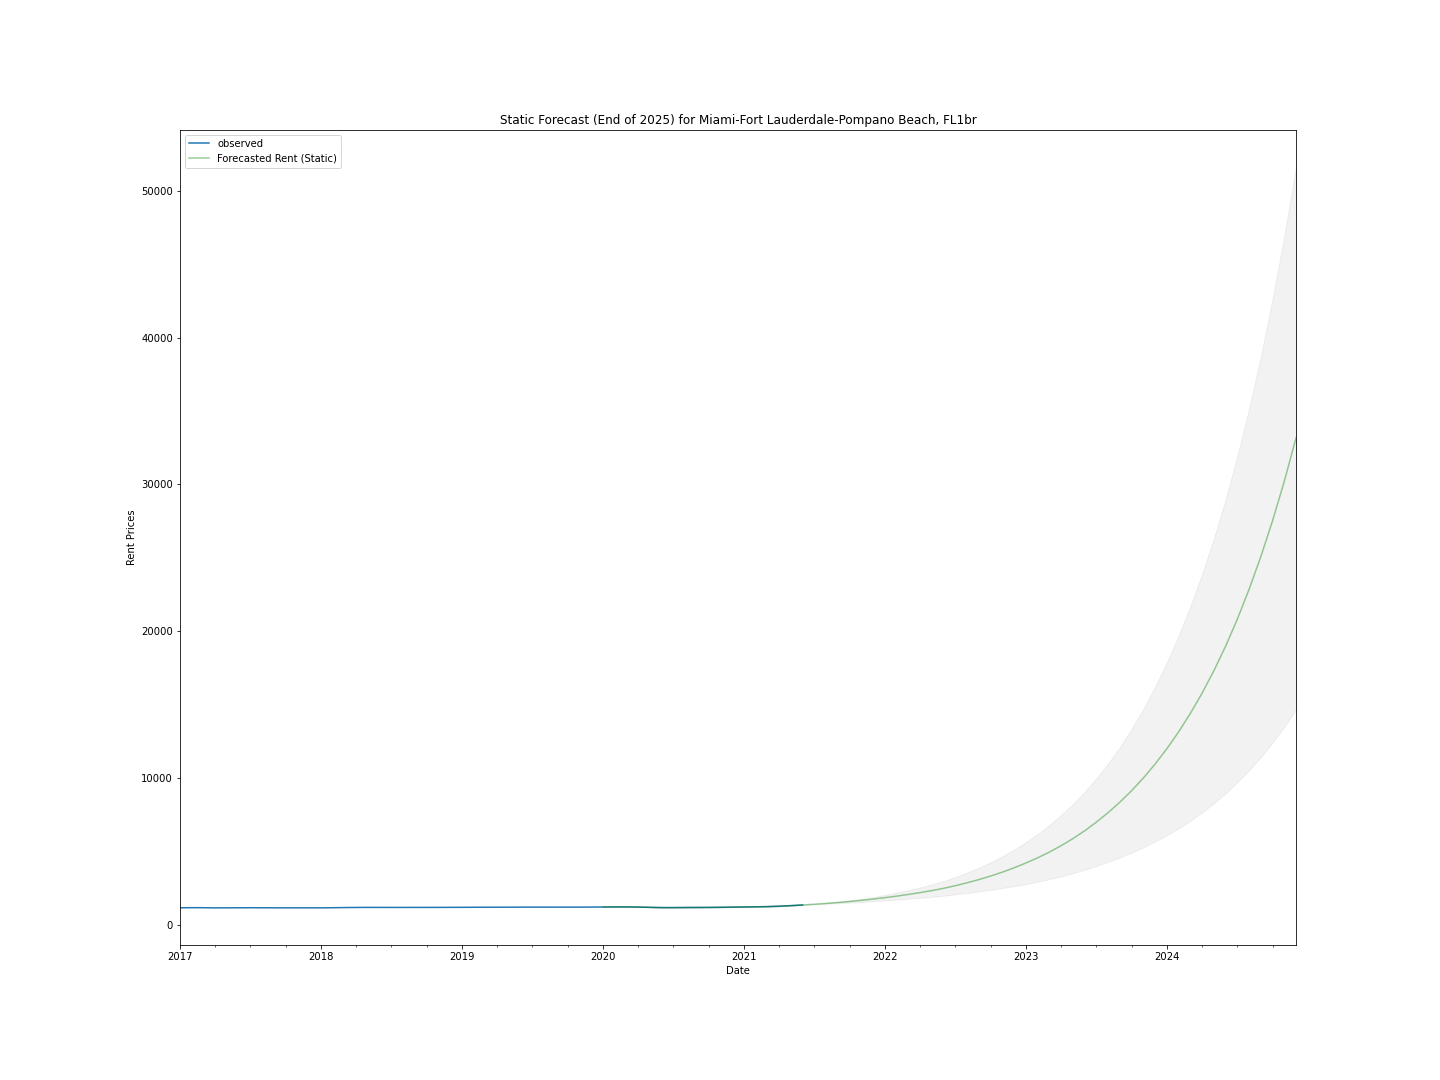 Static Forecast (End of 2025) for Miami-Fort Lauderdale-Pompano Beach, FL1br
observed
Forecasted Rent (Static)
50000
40000
30000
20000
10000
0
Rent Prices
2017 2018 2019 2020 2021 2022 2023 2024
Date